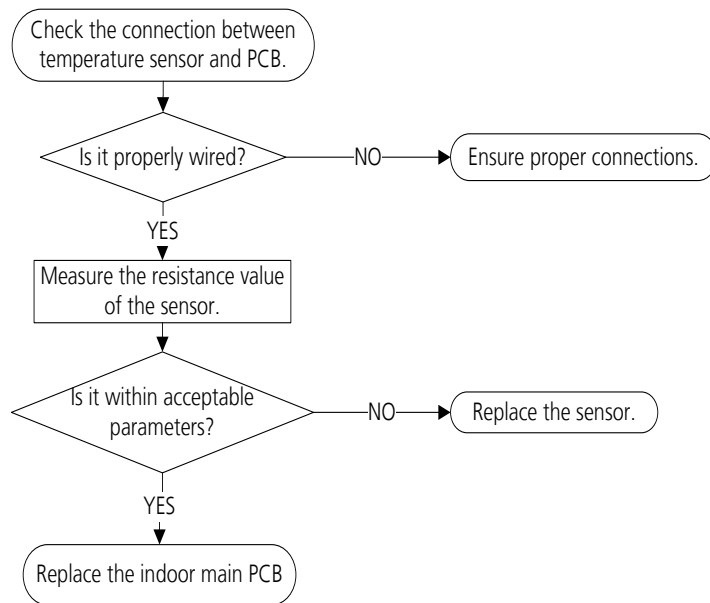 Check the connection between
temperature sensor and PCB.
Is it properly wired?
NO
Ensure proper connections.
YES
Measure the resistance value
of the sensor.
Is it within acceptable
parameters?
NO
Replace the sensor.
YES
Replace the indoor main PCB